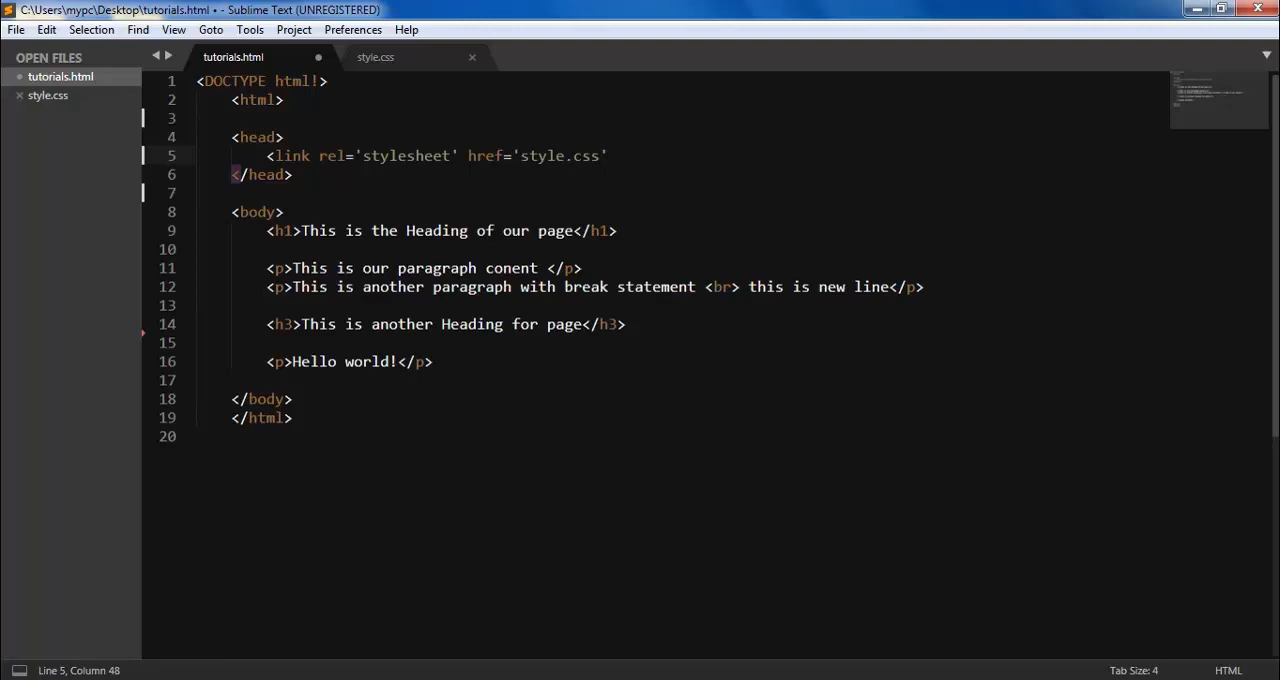 C:\Users\mypc\Desktop\tutorials.html • - Sublime Text (UNREGISTERED)
File Edit Selection Find View Goto Tools Project Preferences Help
OPEN FILES
tutorials.html
style.css
tutorials.html style.css
1 <DOCTYPE html!>
2 <html>
3
4 <head>
5 <link rel='stylesheet' href='style.css'
6 </head>
7
8 <body>
9 <h1>This is the Heading of our page</h1>
10
11 <p>This is our paragraph conent </p>
12 <p>This is another paragraph with break statement <br> this is new line</p>
13
14 <h3>This is another Heading for page</h3>
15
16 <p>Hello world!</p>
17
18 </body>
19 </html>
20
Line 5, Column 48 Tab Size: 4 HTML